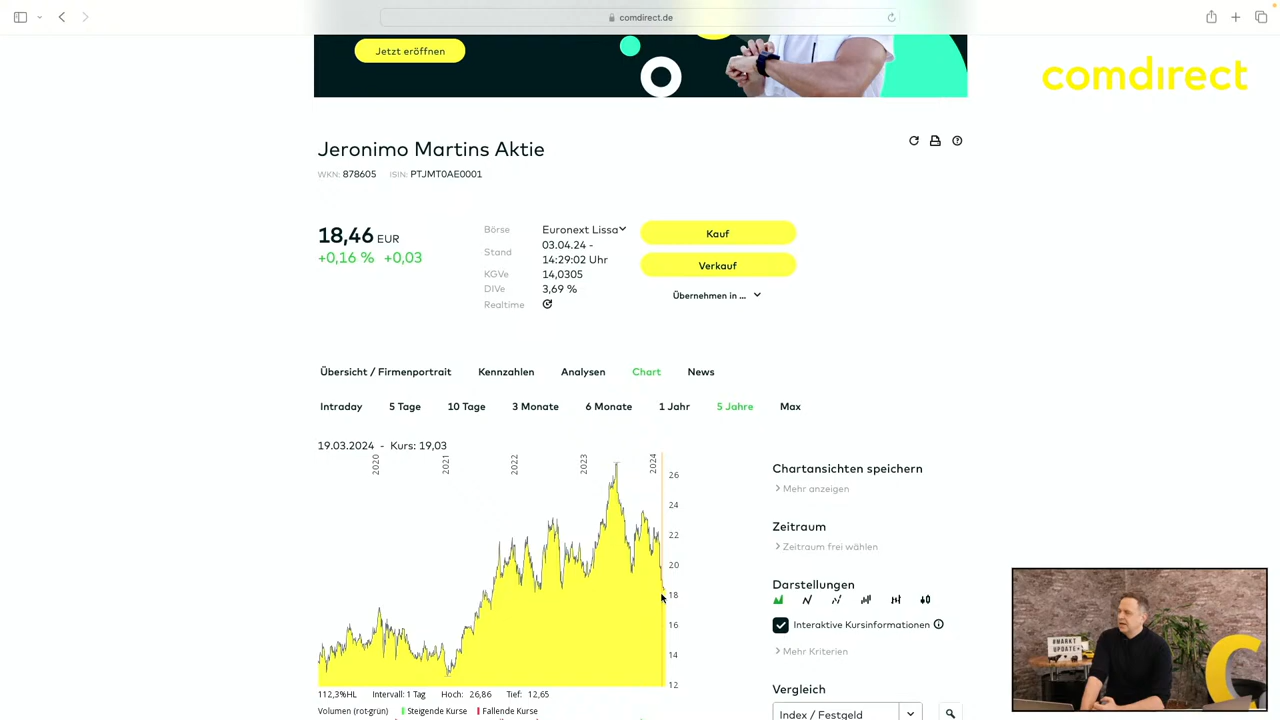 comdirect.de
Jetzt eröffnen
comdirect
Jeronimo Martins Aktie
WKN: 878605 ISIN: PTJMT0AE0001
18,46 EUR
+0,16 % +0,03
Börse Euronext Lissa
Stand 03.04.24 -
14:29:02 Uhr
KGVe 14,0305
DIVe 3,69 %
Realtime
Kauf
Verkauf
Übernehmen in ...
Übersicht / Firmenportrait Kennzahlen Analysen Chart News
Intraday 5 Tage 10 Tage 3 Monate 6 Monate 1 Jahr 5 Jahre Max
19.03.2024 - Kurs: 19,03
2020 2021 2022 2023 2024
26
24
22
20
18
16
14
12
112,3%HL Intervall: 1 Tag Hoch: 26,86 Tief: 12,65
Volumen (rot-grün) Steigende Kurse Fallende Kurse
Chartansichten speichern
Mehr anzeigen
Zeitraum
Zeitraum frei wählen
Darstellungen
Interaktive Kursinformationen
Mehr Kriterien
Vergleich
Index / Festgeld
#MARKT
UPDATE